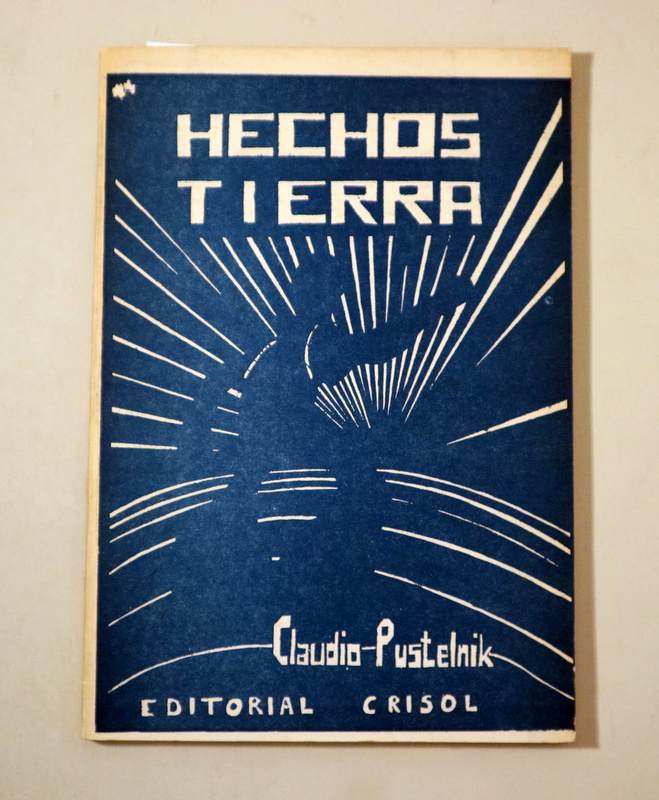 HECHOS
TIERRA
Claudio Pustelnik
EDITORIAL CRISOL